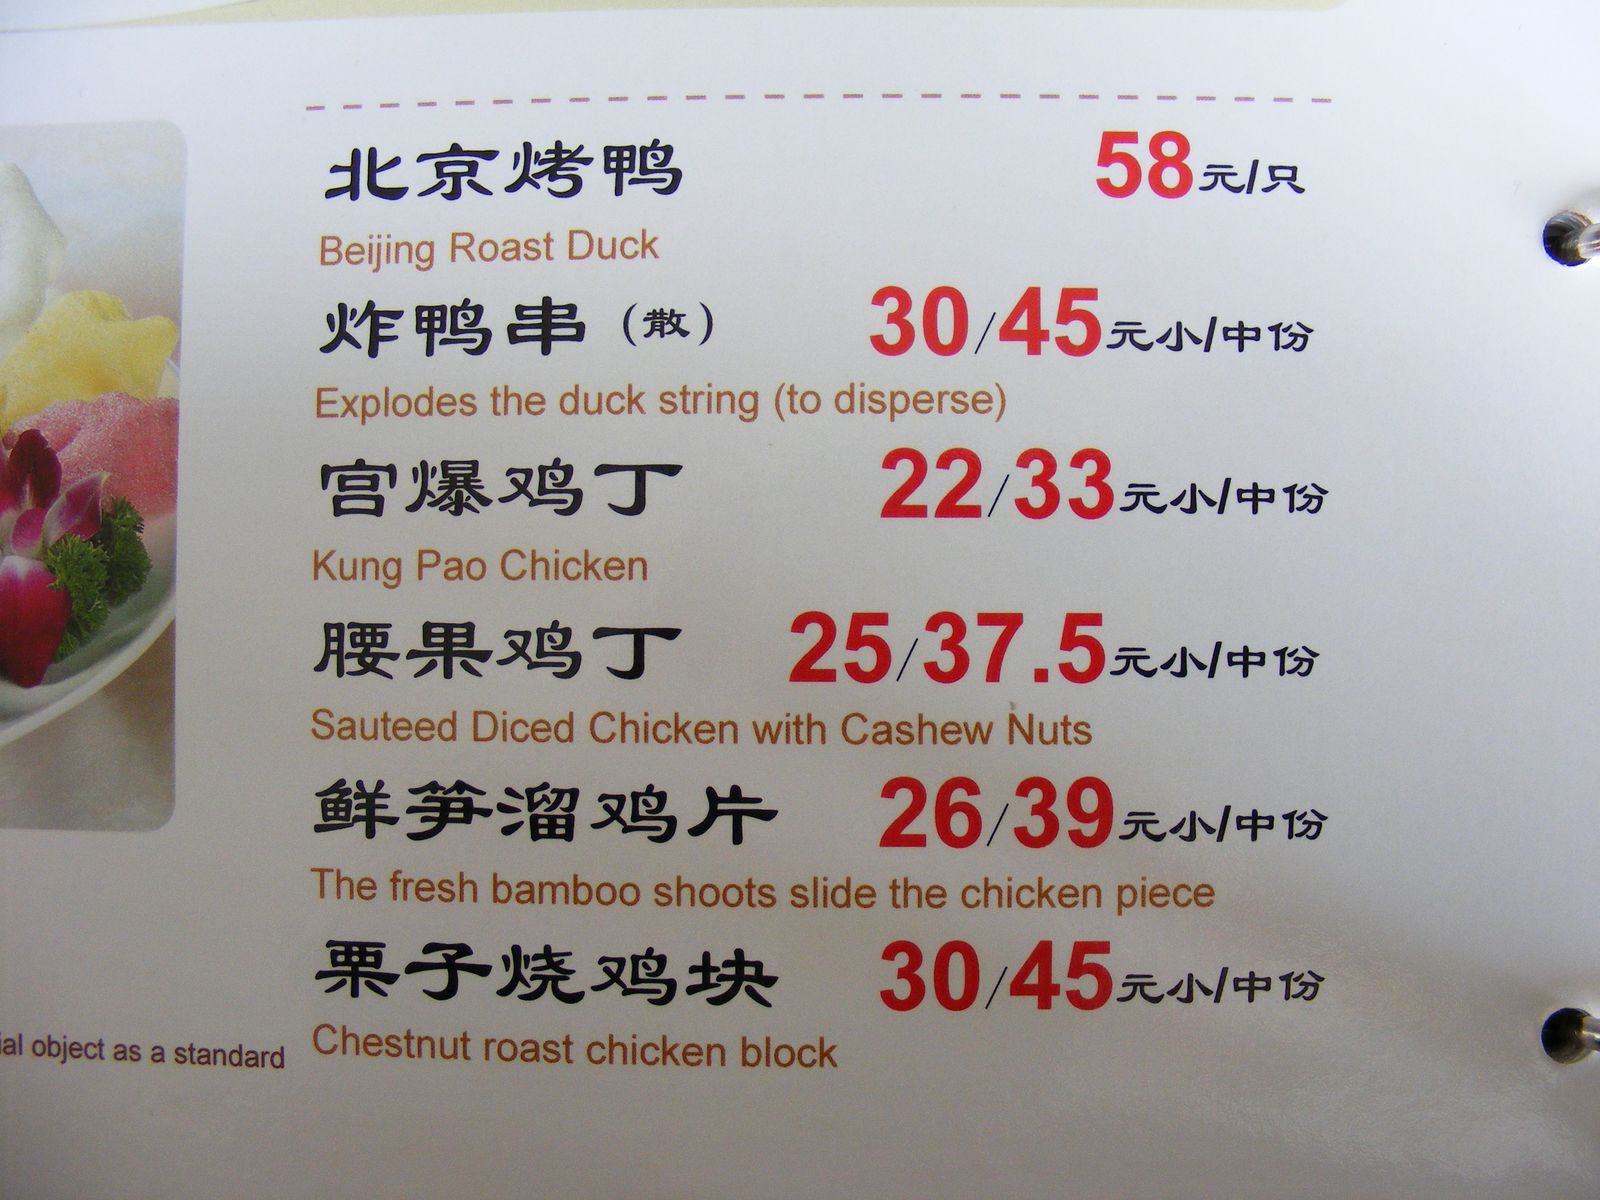 北京烤鸭 58元/只
Beijing Roast Duck
炸鸭串（散） 30/45元小/中份
Explodes the duck string (to disperse)
宫爆鸡丁 22/33元小/中份
Kung Pao Chicken
腰果鸡丁 25/37.5元小/中份
Sauteed Diced Chicken with Cashew Nuts
鲜笋溜鸡片 26/39元小/中份
The fresh bamboo shoots slide the chicken piece
栗子烧鸡块 30/45元小/中份
Chestnut roast chicken block
object as a standard